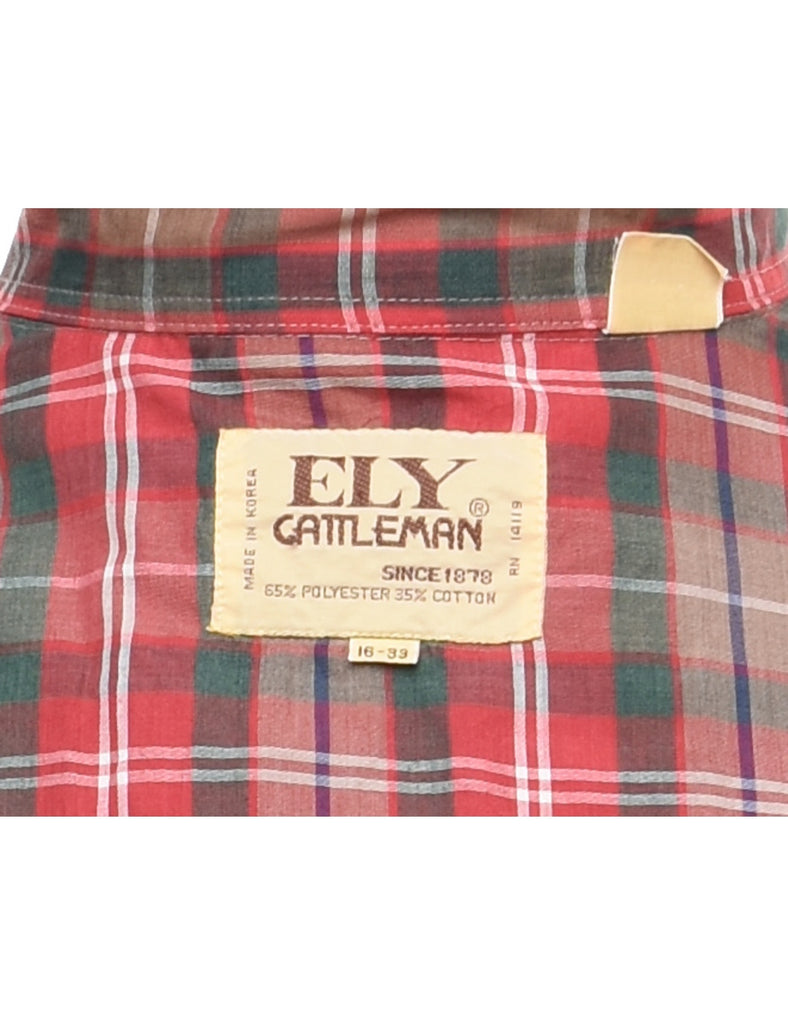 ELY
CATTLEMAN ®
SINCE 1878
65% POLYESTER 35% COTTON
MADE IN KOREA
RN 14119
16-33